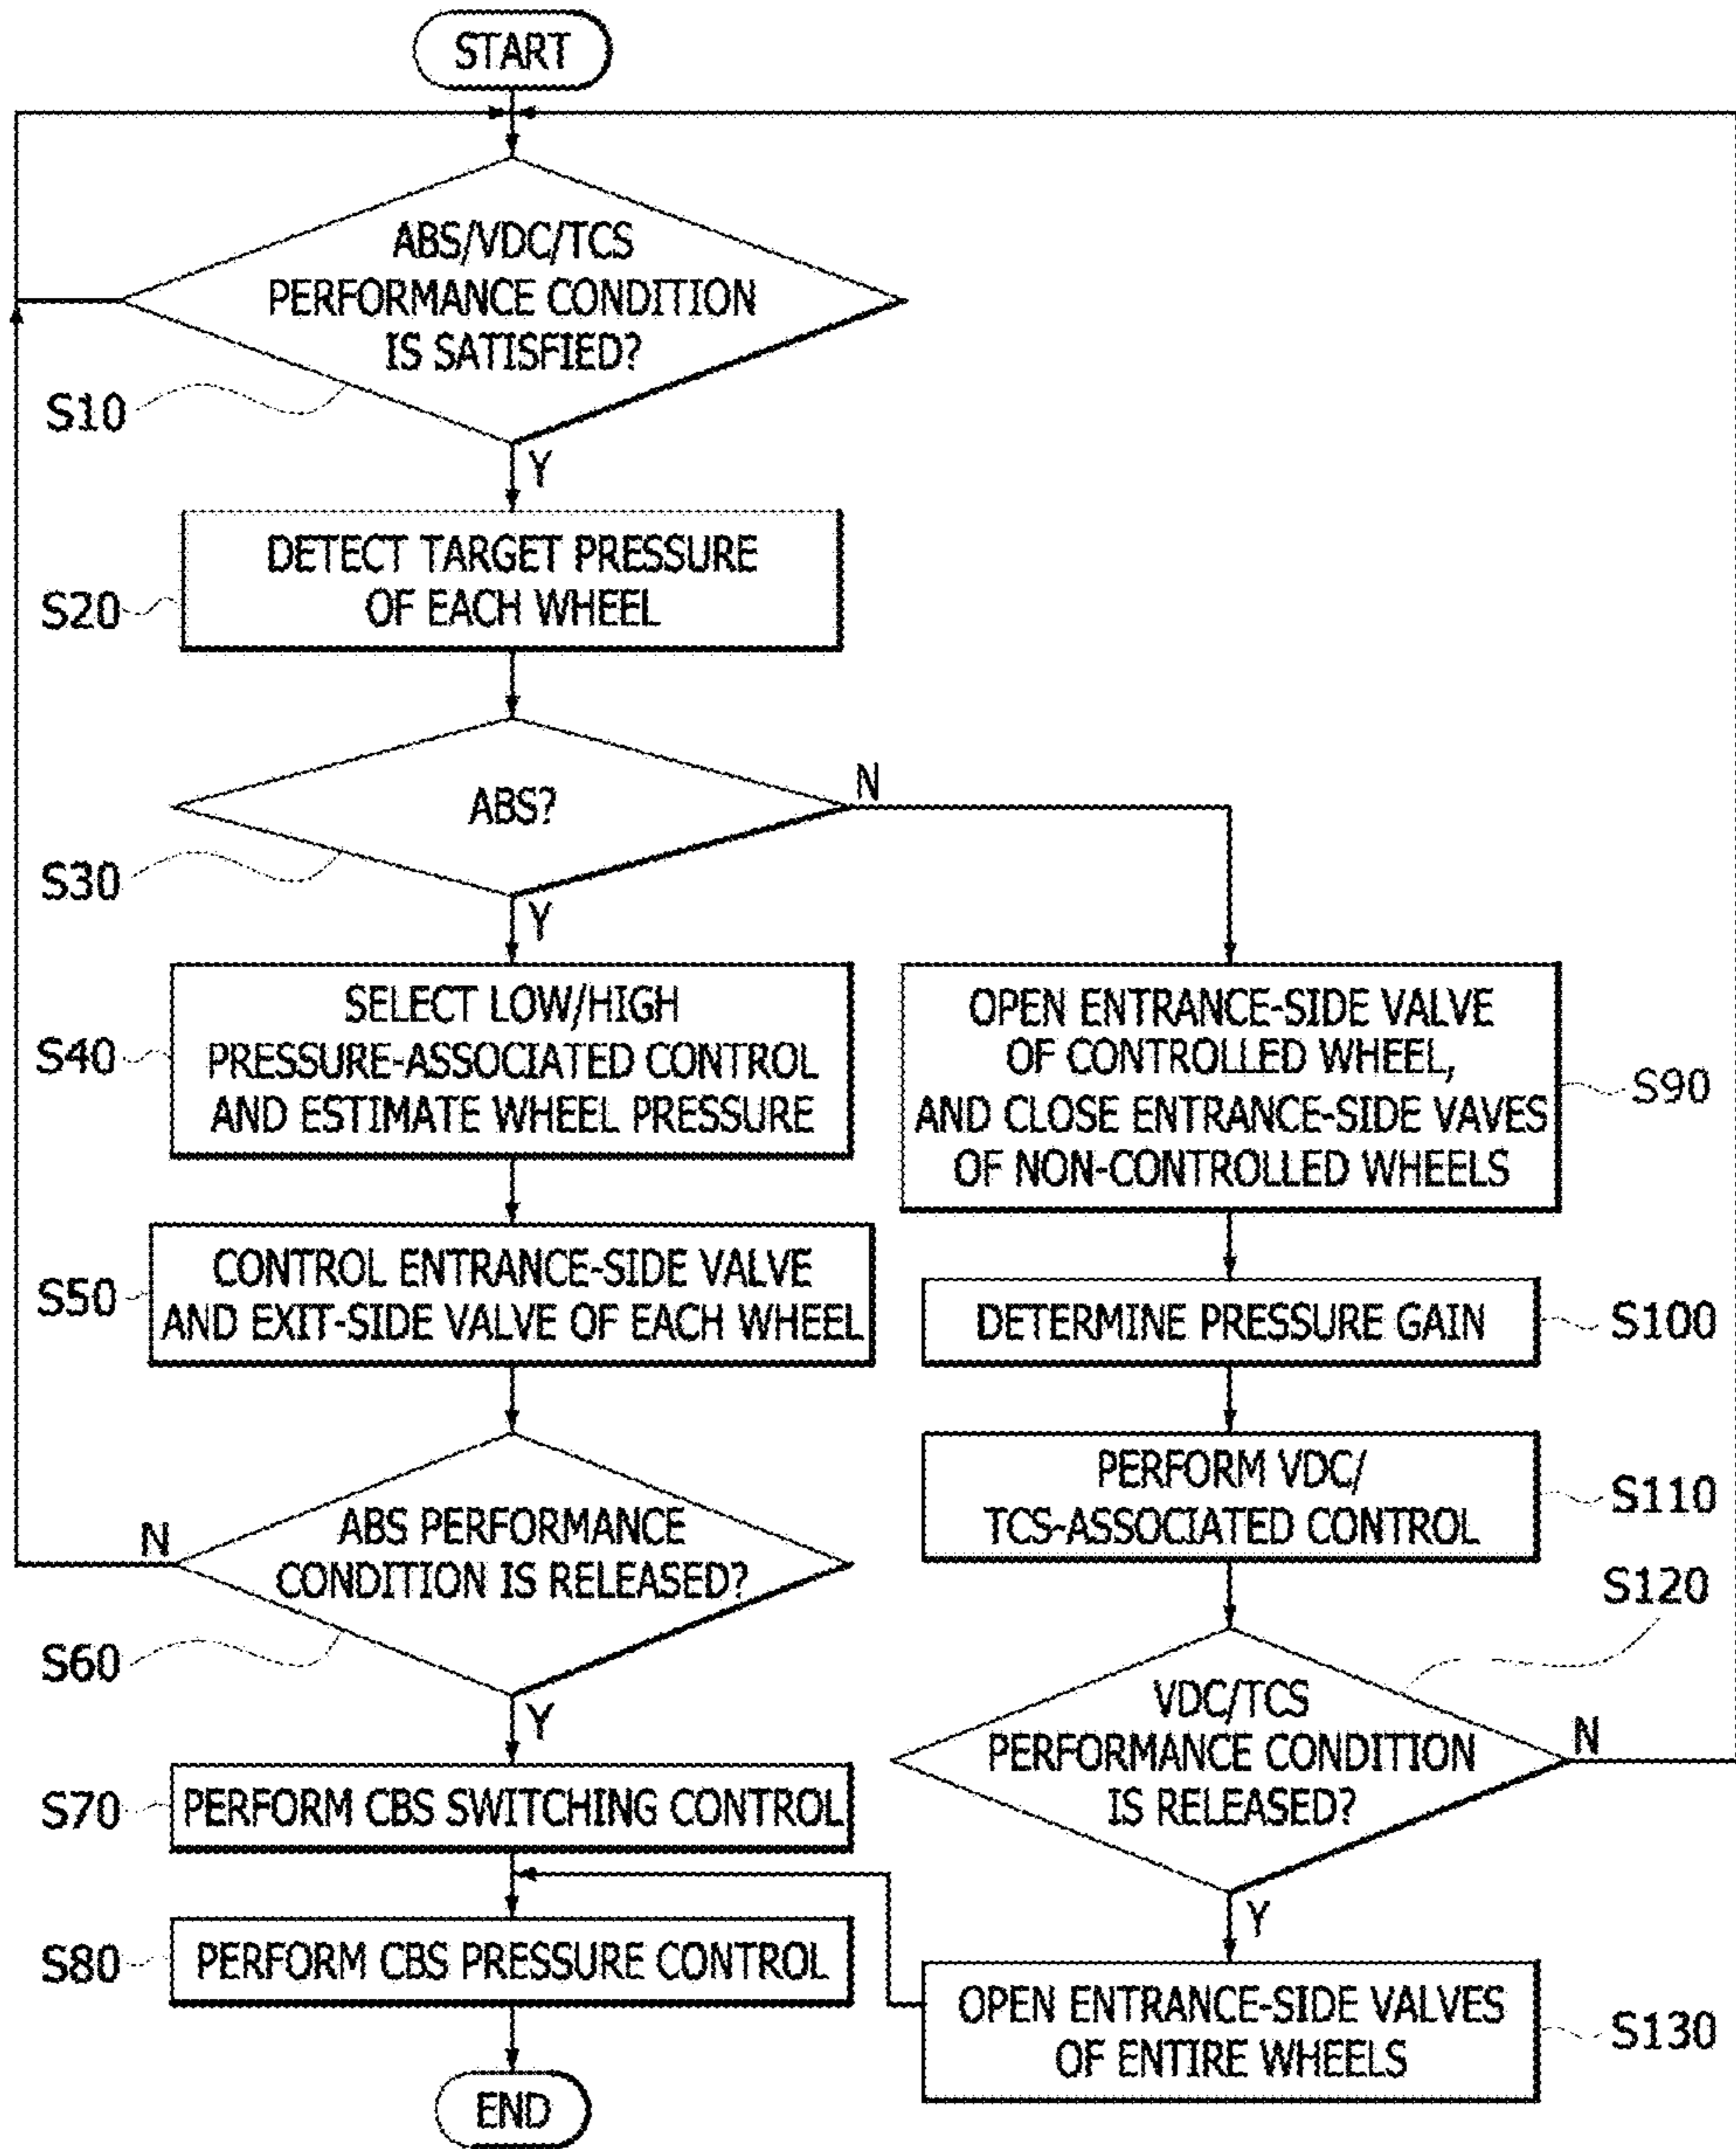 START
ABS/VDC/TCS
PERFORMANCE CONDITION
IS SATISFIED?
S10
Y
DETECT TARGET PRESSURE
OF EACH WHEEL
S20
ABS?
N
S30
Y
SELECT LOW/HIGH
PRESSURE-ASSOCIATED CONTROL
AND ESTIMATE WHEEL PRESSURE
S40
CONTROL ENTRANCE-SIDE VALVE
AND EXIT-SIDE VALVE OF EACH WHEEL
S50
ABS PERFORMANCE
CONDITION IS RELEASED?
N
S60
Y
PERFORM CBS SWITCHING CONTROL
S70
PERFORM CBS PRESSURE CONTROL
S80
END
OPEN ENTRANCE-SIDE VALVE
OF CONTROLLED WHEEL,
AND CLOSE ENTRANCE-SIDE VAVES
OF NON-CONTROLLED WHEELS
S90
DETERMINE PRESSURE GAIN
S100
PERFORM VDC/
TCS-ASSOCIATED CONTROL
S110
S120
VDC/TCS
PERFORMANCE CONDITION
IS RELEASED?
N
Y
OPEN ENTRANCE-SIDE VALVES
OF ENTIRE WHEELS
S130